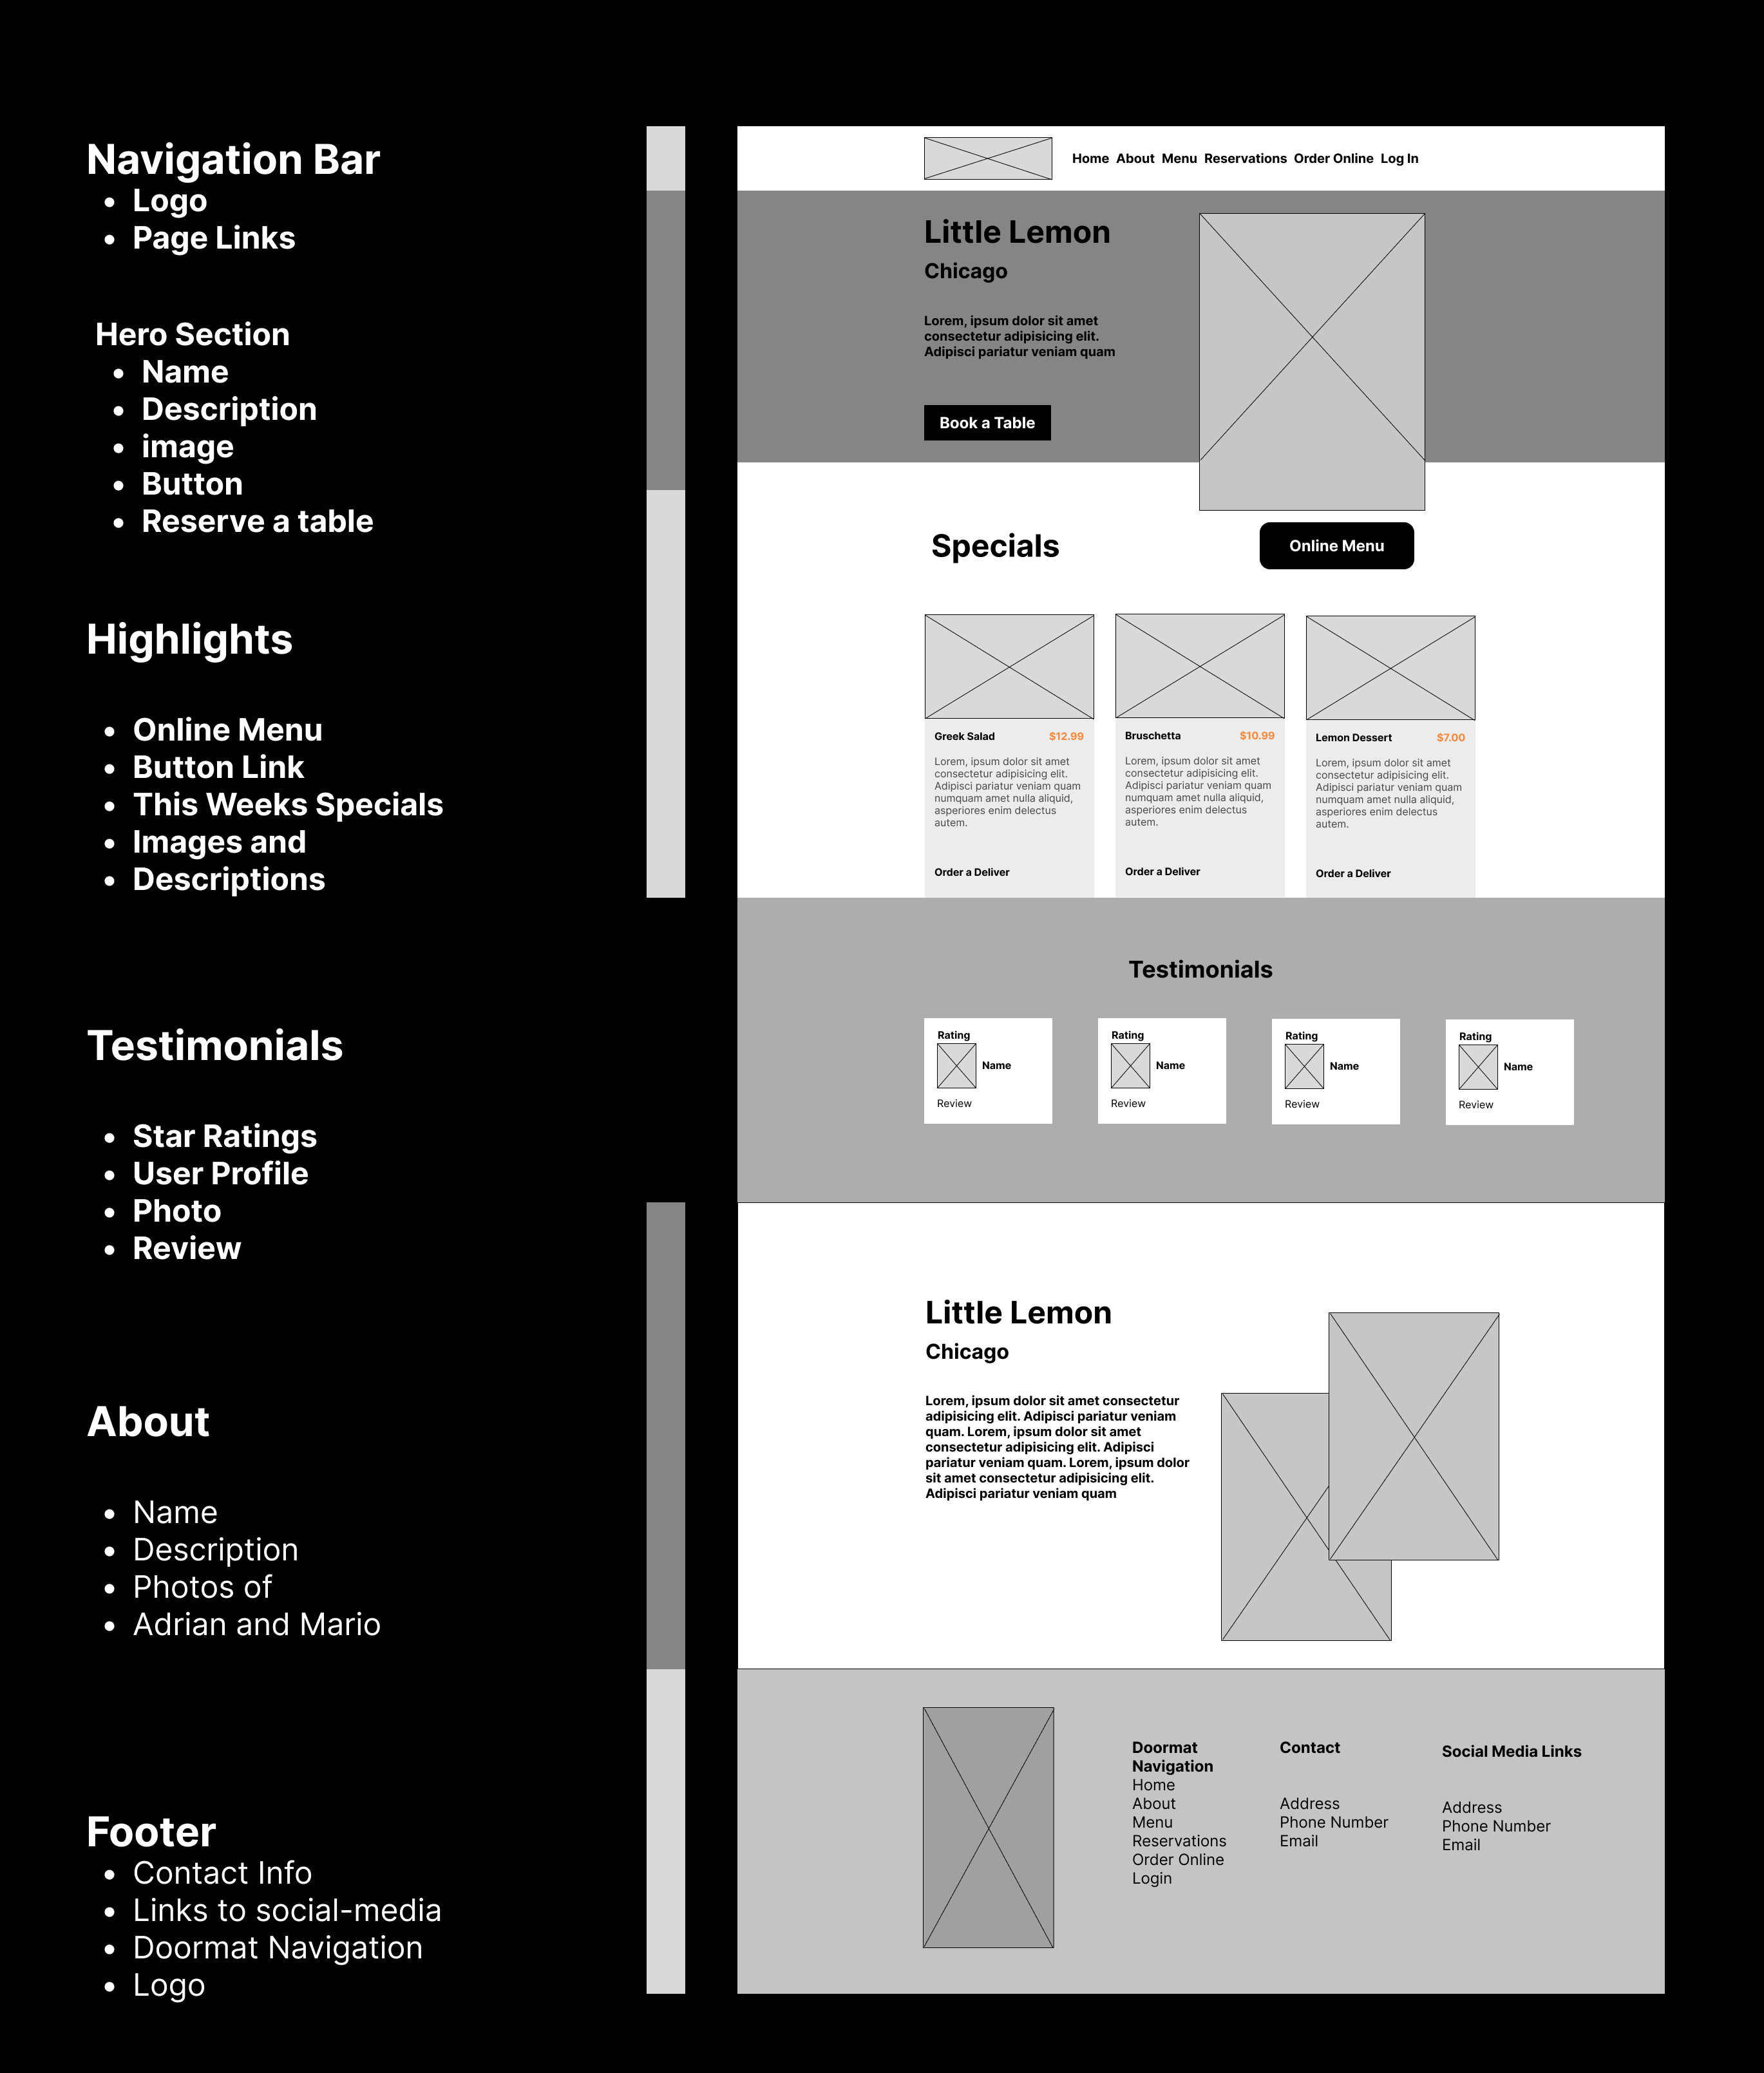 Navigation Bar
Logo
Page Links
Hero Section
Name
Description
image
Button
Reserve a table
Highlights
Online Menu
Button Link
This Weeks Specials
Images and
Descriptions
Testimonials
Star Ratings
User Profile
Photo
Review
About
Name
Description
Photos of
Adrian and Mario
Footer
Contact Info
Links to social-media
Doormat Navigation
Logo
Home About Menu Reservations Order Online Log In
Little Lemon
Chicago
Lorem, ipsum dolor sit amet
consectetur adipisicing elit.
Adipisci pariatur veniam quam
Book a Table
Specials
Online Menu
Greek Salad $12.99
Lorem, ipsum dolor sit amet
consectetur adipisicing elit.
Adipisci pariatur veniam quam
numquam amet nulla aliquid,
asperiores enim delectus
autem.
Order a Deliver
Bruschetta $10.99
Lorem, ipsum dolor sit amet
consectetur adipisicing elit.
Adipisci pariatur veniam quam
numquam amet nulla aliquid,
asperiores enim delectus
autem.
Order a Deliver
Lemon Dessert $7.00
Lorem, ipsum dolor sit amet
consectetur adipisicing elit.
Adipisci pariatur veniam quam
numquam amet nulla aliquid,
asperiores enim delectus
autem.
Order a Deliver
Testimonials
Rating
Name
Review
Rating
Name
Review
Rating
Name
Review
Rating
Name
Review
Little Lemon
Chicago
Lorem, ipsum dolor sit amet consectetur
adipisicing elit. Adipisci pariatur veniam
quam. Lorem, ipsum dolor sit amet
consectetur adipisicing elit. Adipisci
pariatur veniam quam. Lorem, ipsum dolor
sit amet consectetur adipisicing elit.
Adipisci pariatur veniam quam
Doormat
Navigation
Home
About
Menu
Reservations
Order Online
Login
Contact
Address
Phone Number
Email
Social Media Links
Address
Phone Number
Email